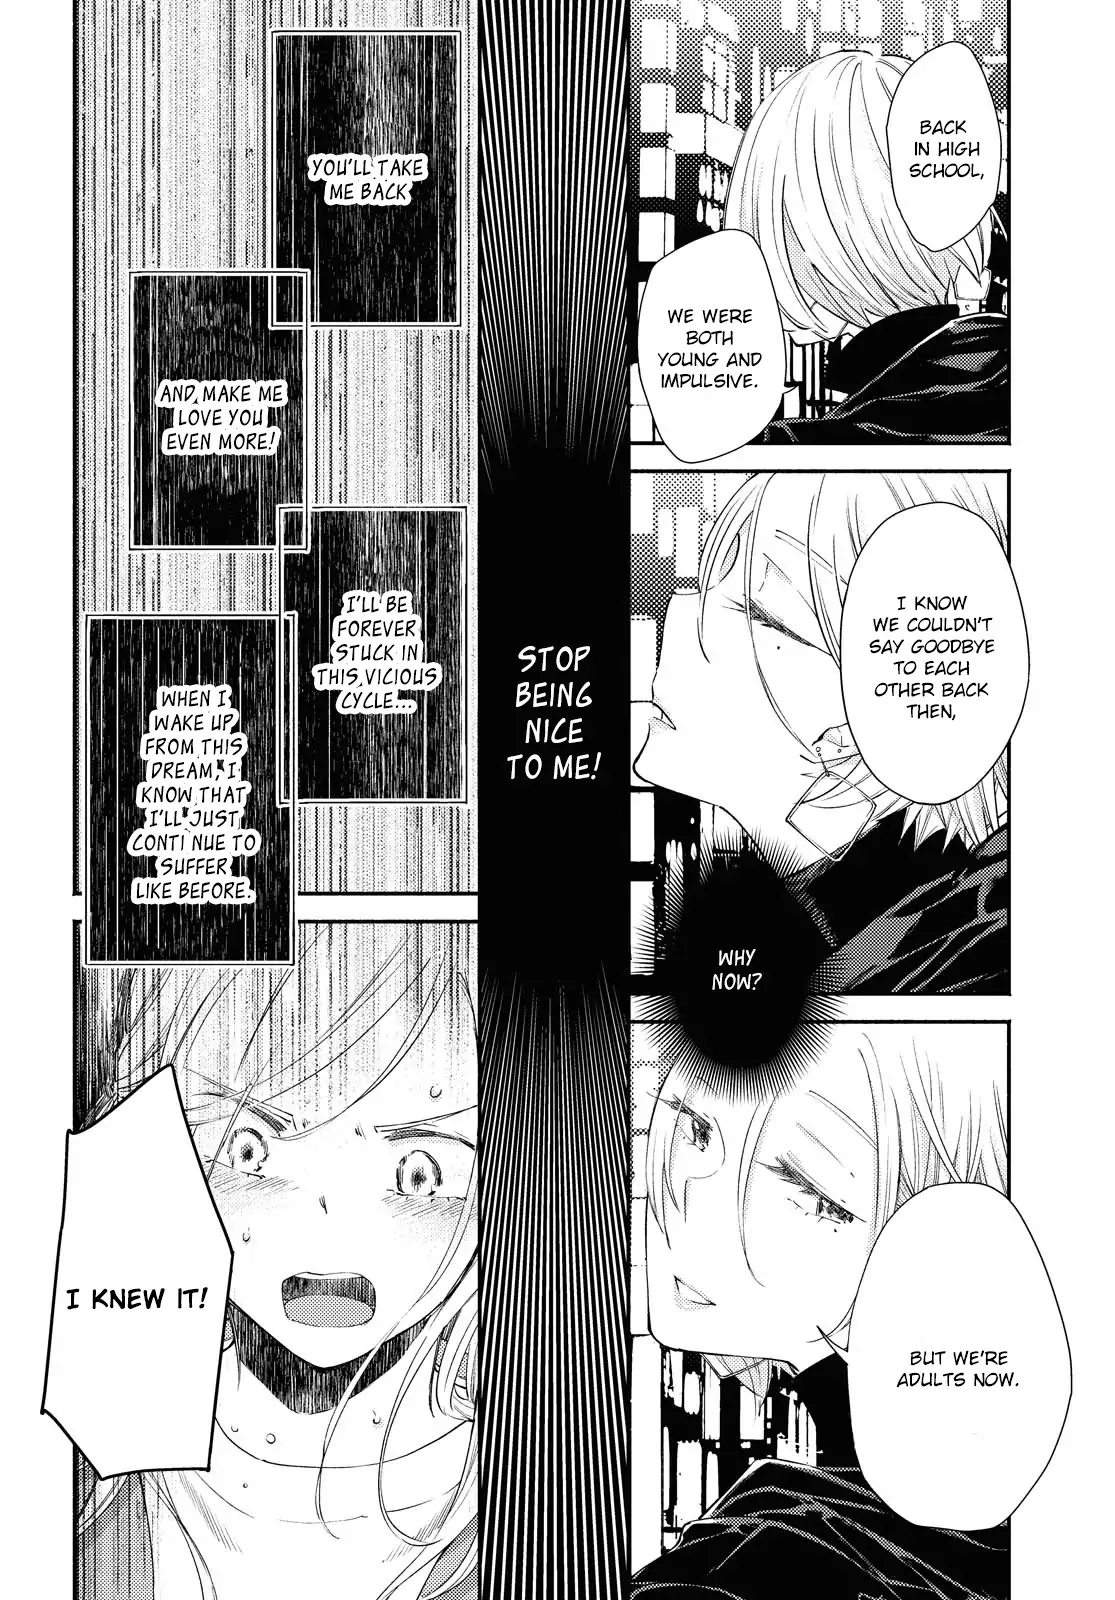 BACK
IN HIGH
SCHOOL,
WE WERE
BOTH
YOUNG AND
IMPULSIVE.
I KNOW
WE COULDN'T
SAY GOODBYE
TO EACH
OTHER BACK
THEN,
WHY
NOW?
BUT WE'RE
ADULTS NOW.
STOP
BEING
NICE
TO ME!
YOU'LL TAKE
ME BACK
AND MAKE ME
LOVE YOU
EVEN MORE!
I'LL BE
FOREVER
STUCK IN
THIS VICIOUS
CYCLE...
WHEN I
WAKE UP
FROM THIS
DREAM, I
KNOW THAT
I'LL JUST
CONTINUE TO
SUFFER
LIKE BEFORE.
I KNEW IT!